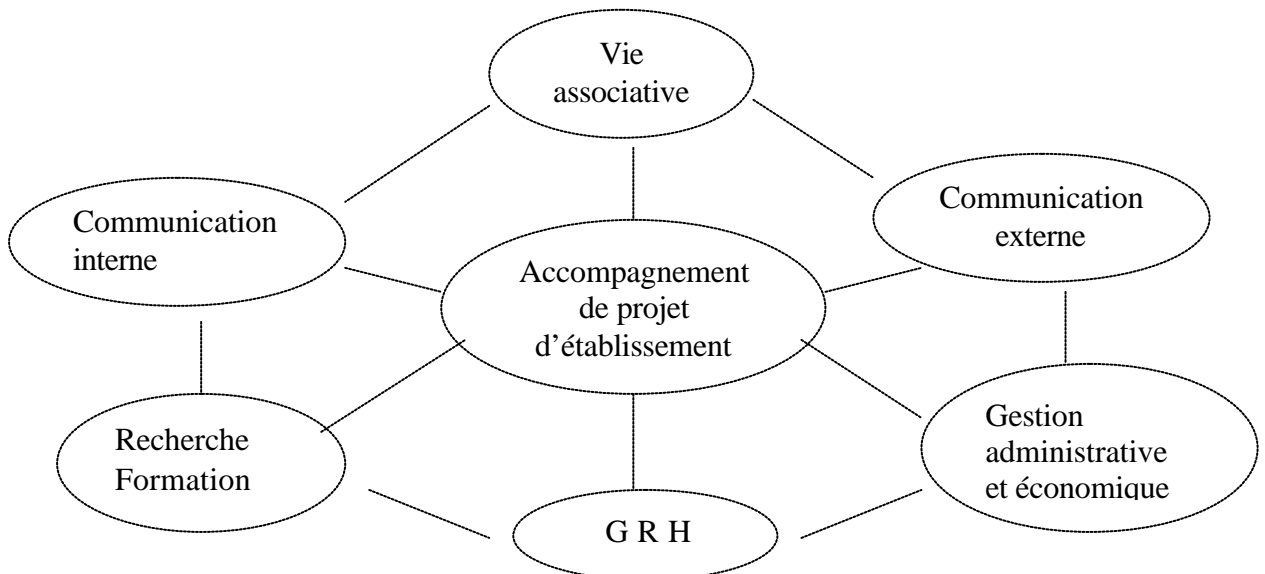 Vie
associative
Communication
interne
Communication
externe
Accompagnement
de projet
d’établissement
Recherche
Formation
Gestion
administrative
et économique
G R H